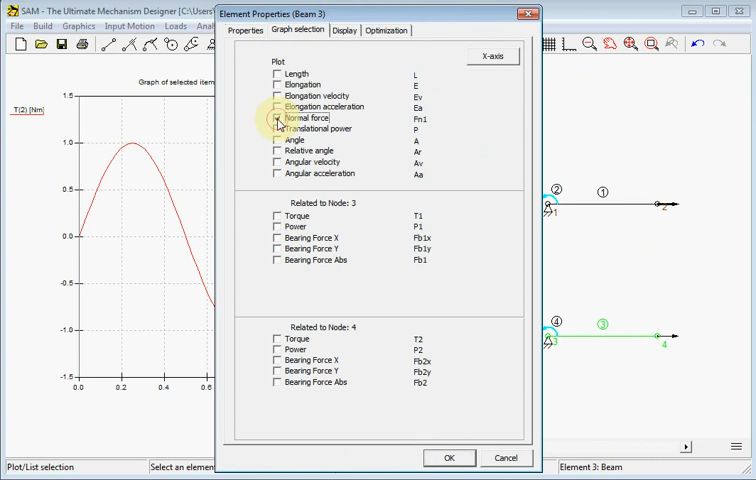 SAM - The Ultimate Mechanism Designer (C:\Users\
Element Properties (Beam 3)
File Build Graphics Input Motion Loads
Properties Graph selection Display Optimization
X-axis
Plot
Length L
Elongation E
Elongation velocity Ev
Elongation acceleration Ea
Normal force Fn1
Translational power P
Angle A
Relative angle Ar
Angular velocity Av
Angular acceleration Aa
Related to Node: 3
Torque T1
Power P1
Bearing Force X Fb1x
Bearing Force Y Fb1y
Bearing Force Abs Fb1
Related to Node: 4
Torque T2
Power P2
Bearing Force X Fb2x
Bearing Force Y Fb2y
Bearing Force Abs Fb2
OK Cancel
Graph of selected item
T(2) [Nm]
1.5
1.0
0.5
0.0
-0.5
-1.0
-1.5
0.0 0.2 0.4 0.6
2 1
1 2
4 3
3 4
Plot/List selection Select an element Element 3: Beam